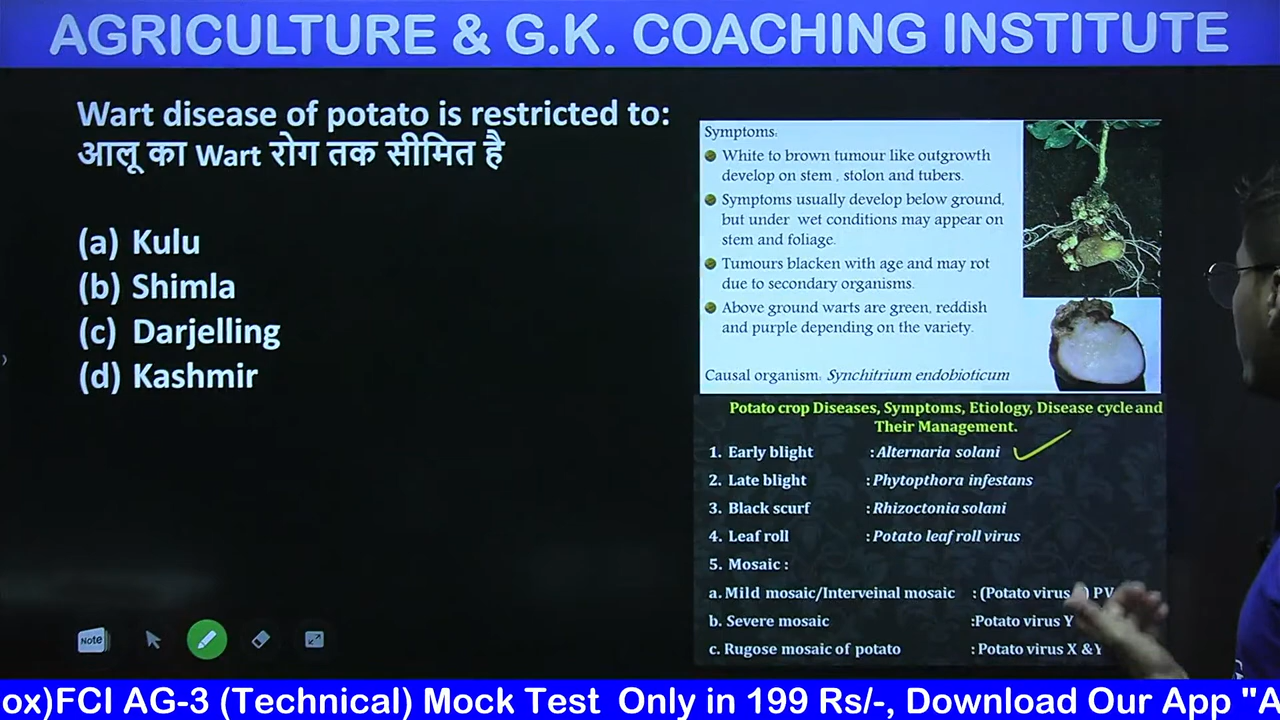 AGRICULTURE & G.K. COACHING INSTITUTE
Wart disease of potato is restricted to:
आलू का Wart रोग तक सीमित है
(a) Kulu
(b) Shimla
(c) Darjelling
(d) Kashmir
Symptoms:
White to brown tumour like outgrowth
develop on stem , stolon and tubers.
Symptoms usually develop below ground,
but under wet conditions may appear on
stem and foliage.
Tumours blacken with age and may rot
due to secondary organisms.
Above ground warts are green, reddish
and purple depending on the variety.
Causal organism: Synchitrium endobioticum
Potato crop Diseases, Symptoms, Etiology, Disease cycle and
Their Management.
1. Early blight : Alternaria solani
2. Late blight : Phytopthora infestans
3. Black scurf : Rhizoctonia solani
4. Leaf roll : Potato leaf roll virus
5. Mosaic :
a. Mild mosaic/Interveinal mosaic : (Potato virus ) PV
b. Severe mosaic :Potato virus Y
c. Rugose mosaic of potato : Potato virus X & Y
Note
ox)FCI AG-3 (Technical) Mock Test Only in 199 Rs/-, Download Our App "A